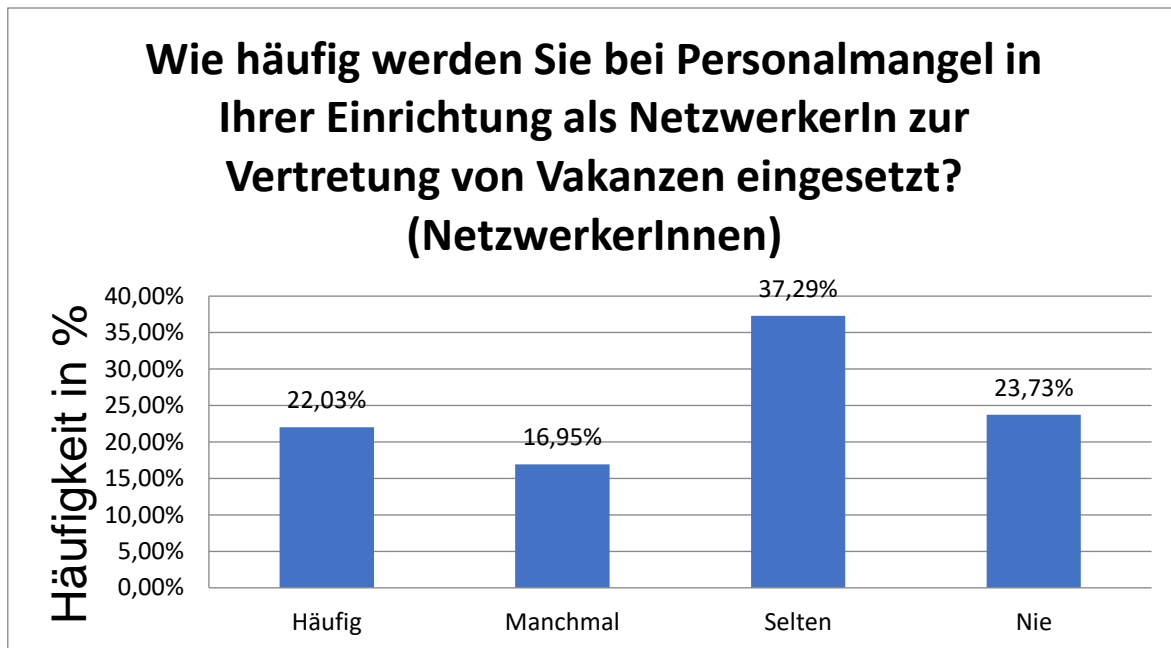 Wie häufig werden Sie bei Personalmangel in
Ihrer Einrichtung als NetzwerkerIn zur
Vertretung von Vakanzen eingesetzt?
(NetzwerkerInnen)
Häufigkeit in %
40,00%
35,00%
30,00%
25,00%
20,00%
15,00%
10,00%
5,00%
0,00%
22,03%
16,95%
37,29%
23,73%
Häufig
Manchmal
Selten
Nie